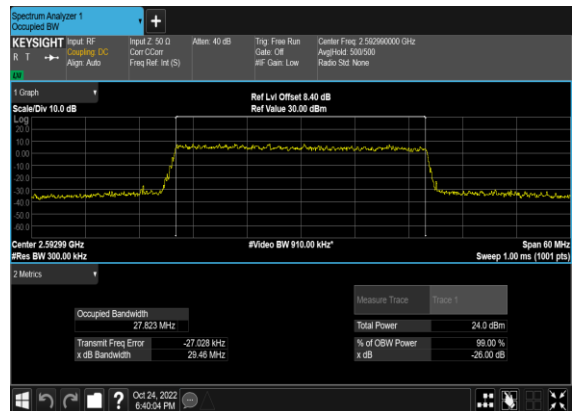 Spectrum Analyzer 1
Occupied BW
+
KEYSIGHT Input: RF Input Z: 50 Ω Atten: 40 dB Trig: Free Run Center Freq: 2.592990000 GHz
R T Coupling: DC Corr CCorr Gate: Off Avg|Hold: 500/500
Align: Auto Freq Ref: Int (S) #IF Gain: Low Radio Std: None
LW
1 Graph
Ref Lvl Offset 8.40 dB
Scale/Div 10.0 dB Ref Value 30.00 dBm
Log
20.0
10.0
0.00
-10.0
-20.0
-30.0
-40.0
-50.0
-60.0
Center 2.59299 GHz #Video BW 910.00 kHz* Span 60 MHz
#Res BW 300.00 kHz Sweep 1.00 ms (1001 pts)
2 Metrics
Measure Trace Trace 1
Occupied Bandwidth
27.823 MHz Total Power 24.0 dBm
Transmit Freq Error -27.028 kHz % of OBW Power 99.00 %
x dB Bandwidth 29.46 MHz x dB -26.00 dB
? Oct 24, 2022
6:40:04 PM